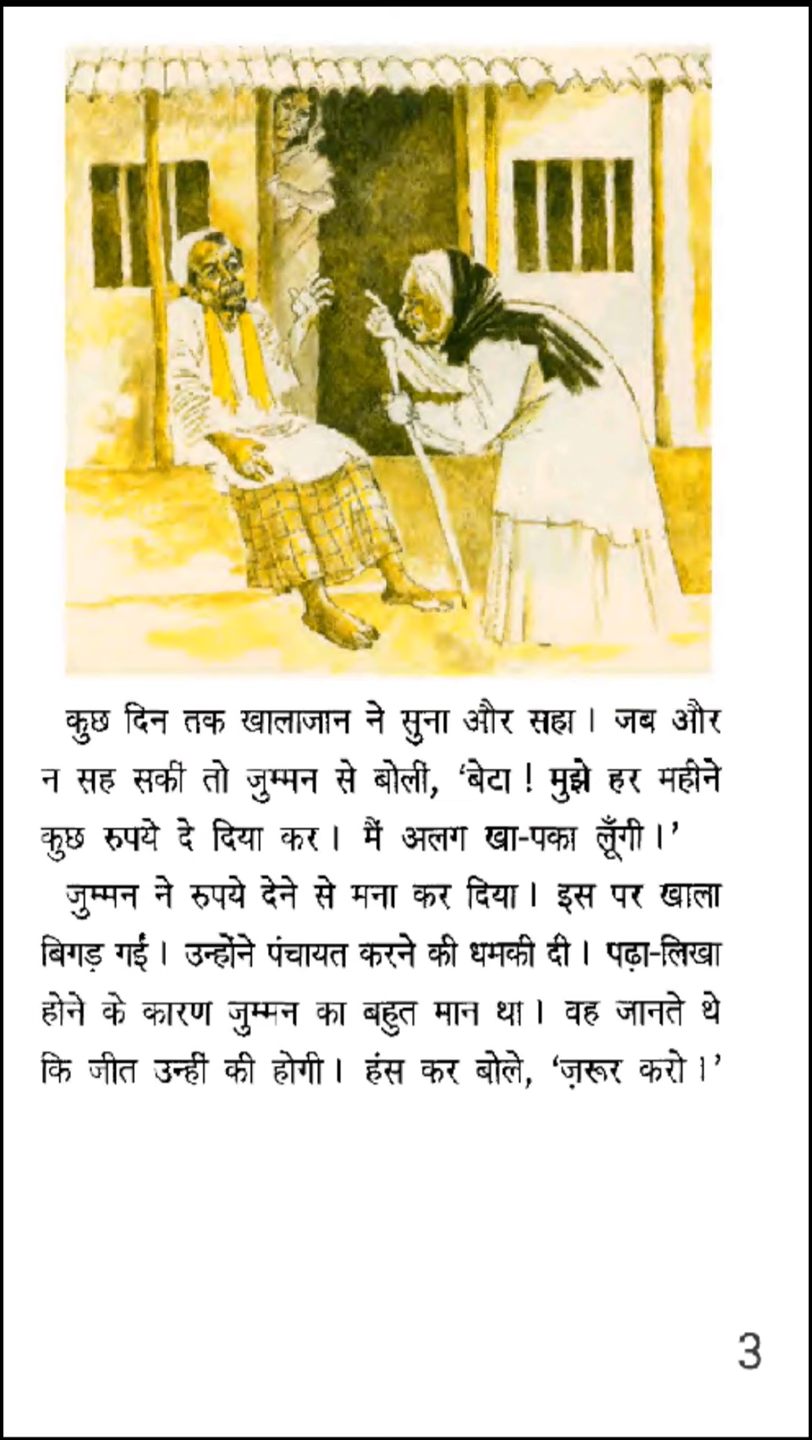 कुछ दिन तक खालाजान ने सुना और सहा। जब और
न सह सकीं तो जुम्मन से बोलीं, ‘बेटा! मुझे हर महीने
कुछ रुपये दे दिया कर। मैं अलग खा-पका लूँगी।’
जुम्मन ने रुपये देने से मना कर दिया। इस पर खाला
बिगड़ गईं। उन्होंने पंचायत करने की धमकी दी। पढ़ा-लिखा
होने के कारण जुम्मन का बहुत मान था। वह जानते थे
कि जीत उन्हीं की होगी। हंस कर बोले, ‘ज़रूर करो।’
3